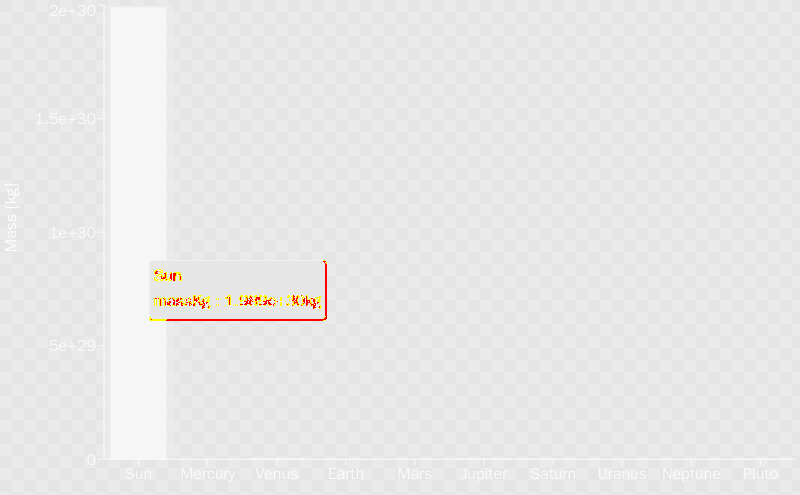 2e+30
1.5e+30
1e+30
5e+29
0
Mass [kg]
Sun
Sun Mercury Venus Earth Mars Jupiter Saturn Uranus Neptune Pluto